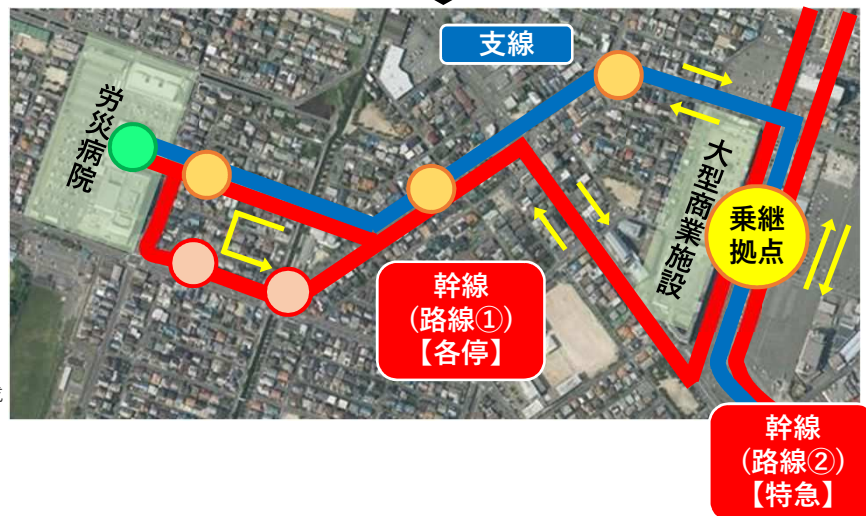 支線
労災病院
大型商業施設
乗継
拠点
幹線
(路線①)
【各停】
幹線
(路線②)
【特急】